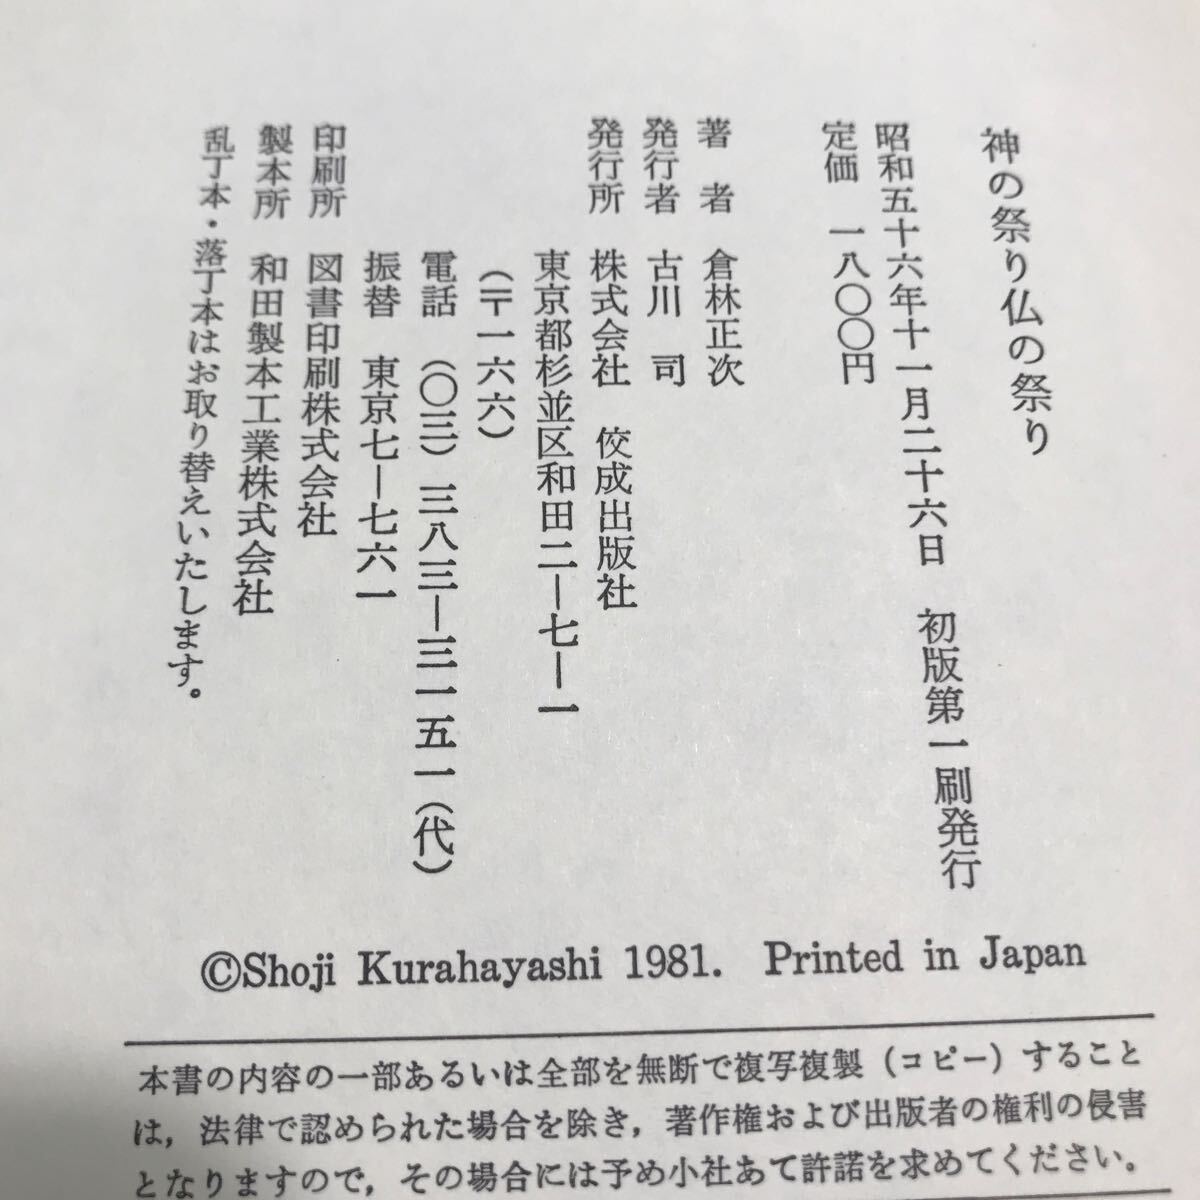 神の祭り仏の祭り
昭和五十六年十一月二十六日 初版第一刷発行
定価 一八〇〇円
著者 倉林正次
発行者 古川 司
発行所 株式会社 佼成出版社
東京都杉並区和田二―七―一
(〒一六六)
電話 (〇三)三八三―三一五一(代)
振替 東京七―七六一
印刷所 図書印刷株式会社
製本所 和田製本工業株式会社
乱丁本・落丁本はお取り替えいたします。
©Shoji Kurahayashi 1981. Printed in Japan
本書の内容の一部あるいは全部を無断で複写複製(コピー)すること
は,法律で認められた場合を除き,著作権および出版者の権利の侵害
となりますので,その場合には予め小社あて許諾を求めてください。